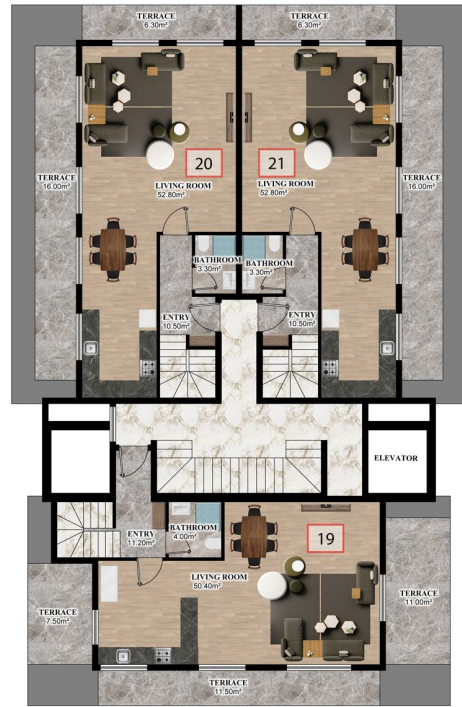 TERRACE
6.30m²
TERRACE
6.30m²
20
21
LIVING ROOM
52.80m²
LIVING ROOM
52.80m²
TERRACE
16.00m²
TERRACE
16.00m²
BATHROOM
3.30m²
BATHROOM
3.30m²
ENTRY
10.50m²
ENTRY
10.50m²
ELEVATOR
ENTRY
11.20m²
BATHROOM
4.00m²
19
LIVING ROOM
50.40m²
TERRACE
7.50m²
TERRACE
11.00m²
TERRACE
11.50m²